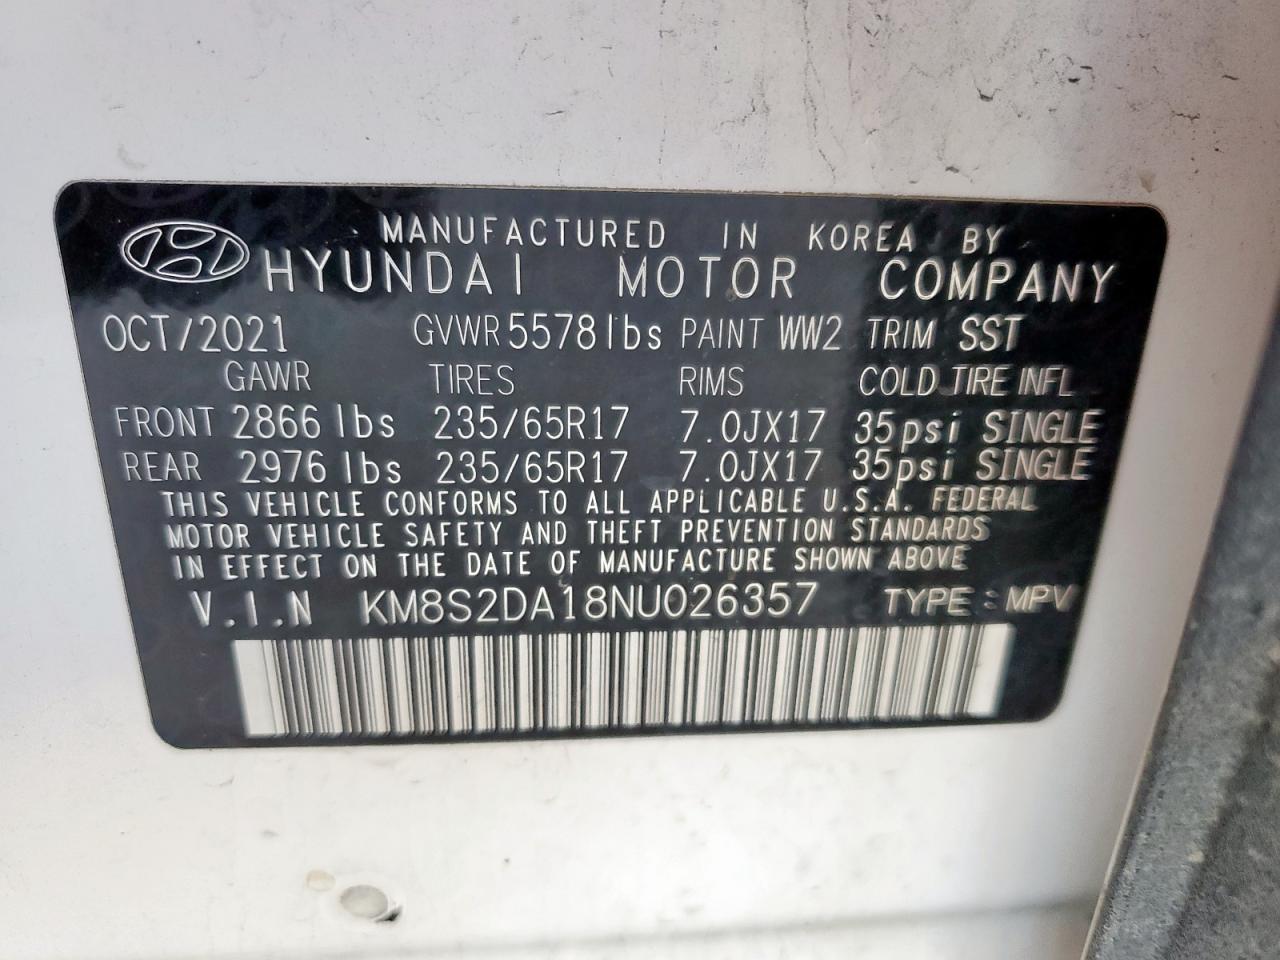 MANUFACTURED IN KOREA BY
HYUNDAI MOTOR COMPANY
OCT/2021 GVWR 5578 lbs PAINT WW2 TRIM SST
GAWR TIRES RIMS COLD TIRE INFL
FRONT 2866 lbs 235/65R17 7.0JX17 35psi SINGLE
REAR 2976 lbs 235/65R17 7.0JX17 35psi SINGLE
THIS VEHICLE CONFORMS TO ALL APPLICABLE U.S.A. FEDERAL
MOTOR VEHICLE SAFETY AND THEFT PREVENTION STANDARDS
IN EFFECT ON THE DATE OF MANUFACTURE SHOWN ABOVE
V.I.N KM8S2DA18NU026357 TYPE : MPV